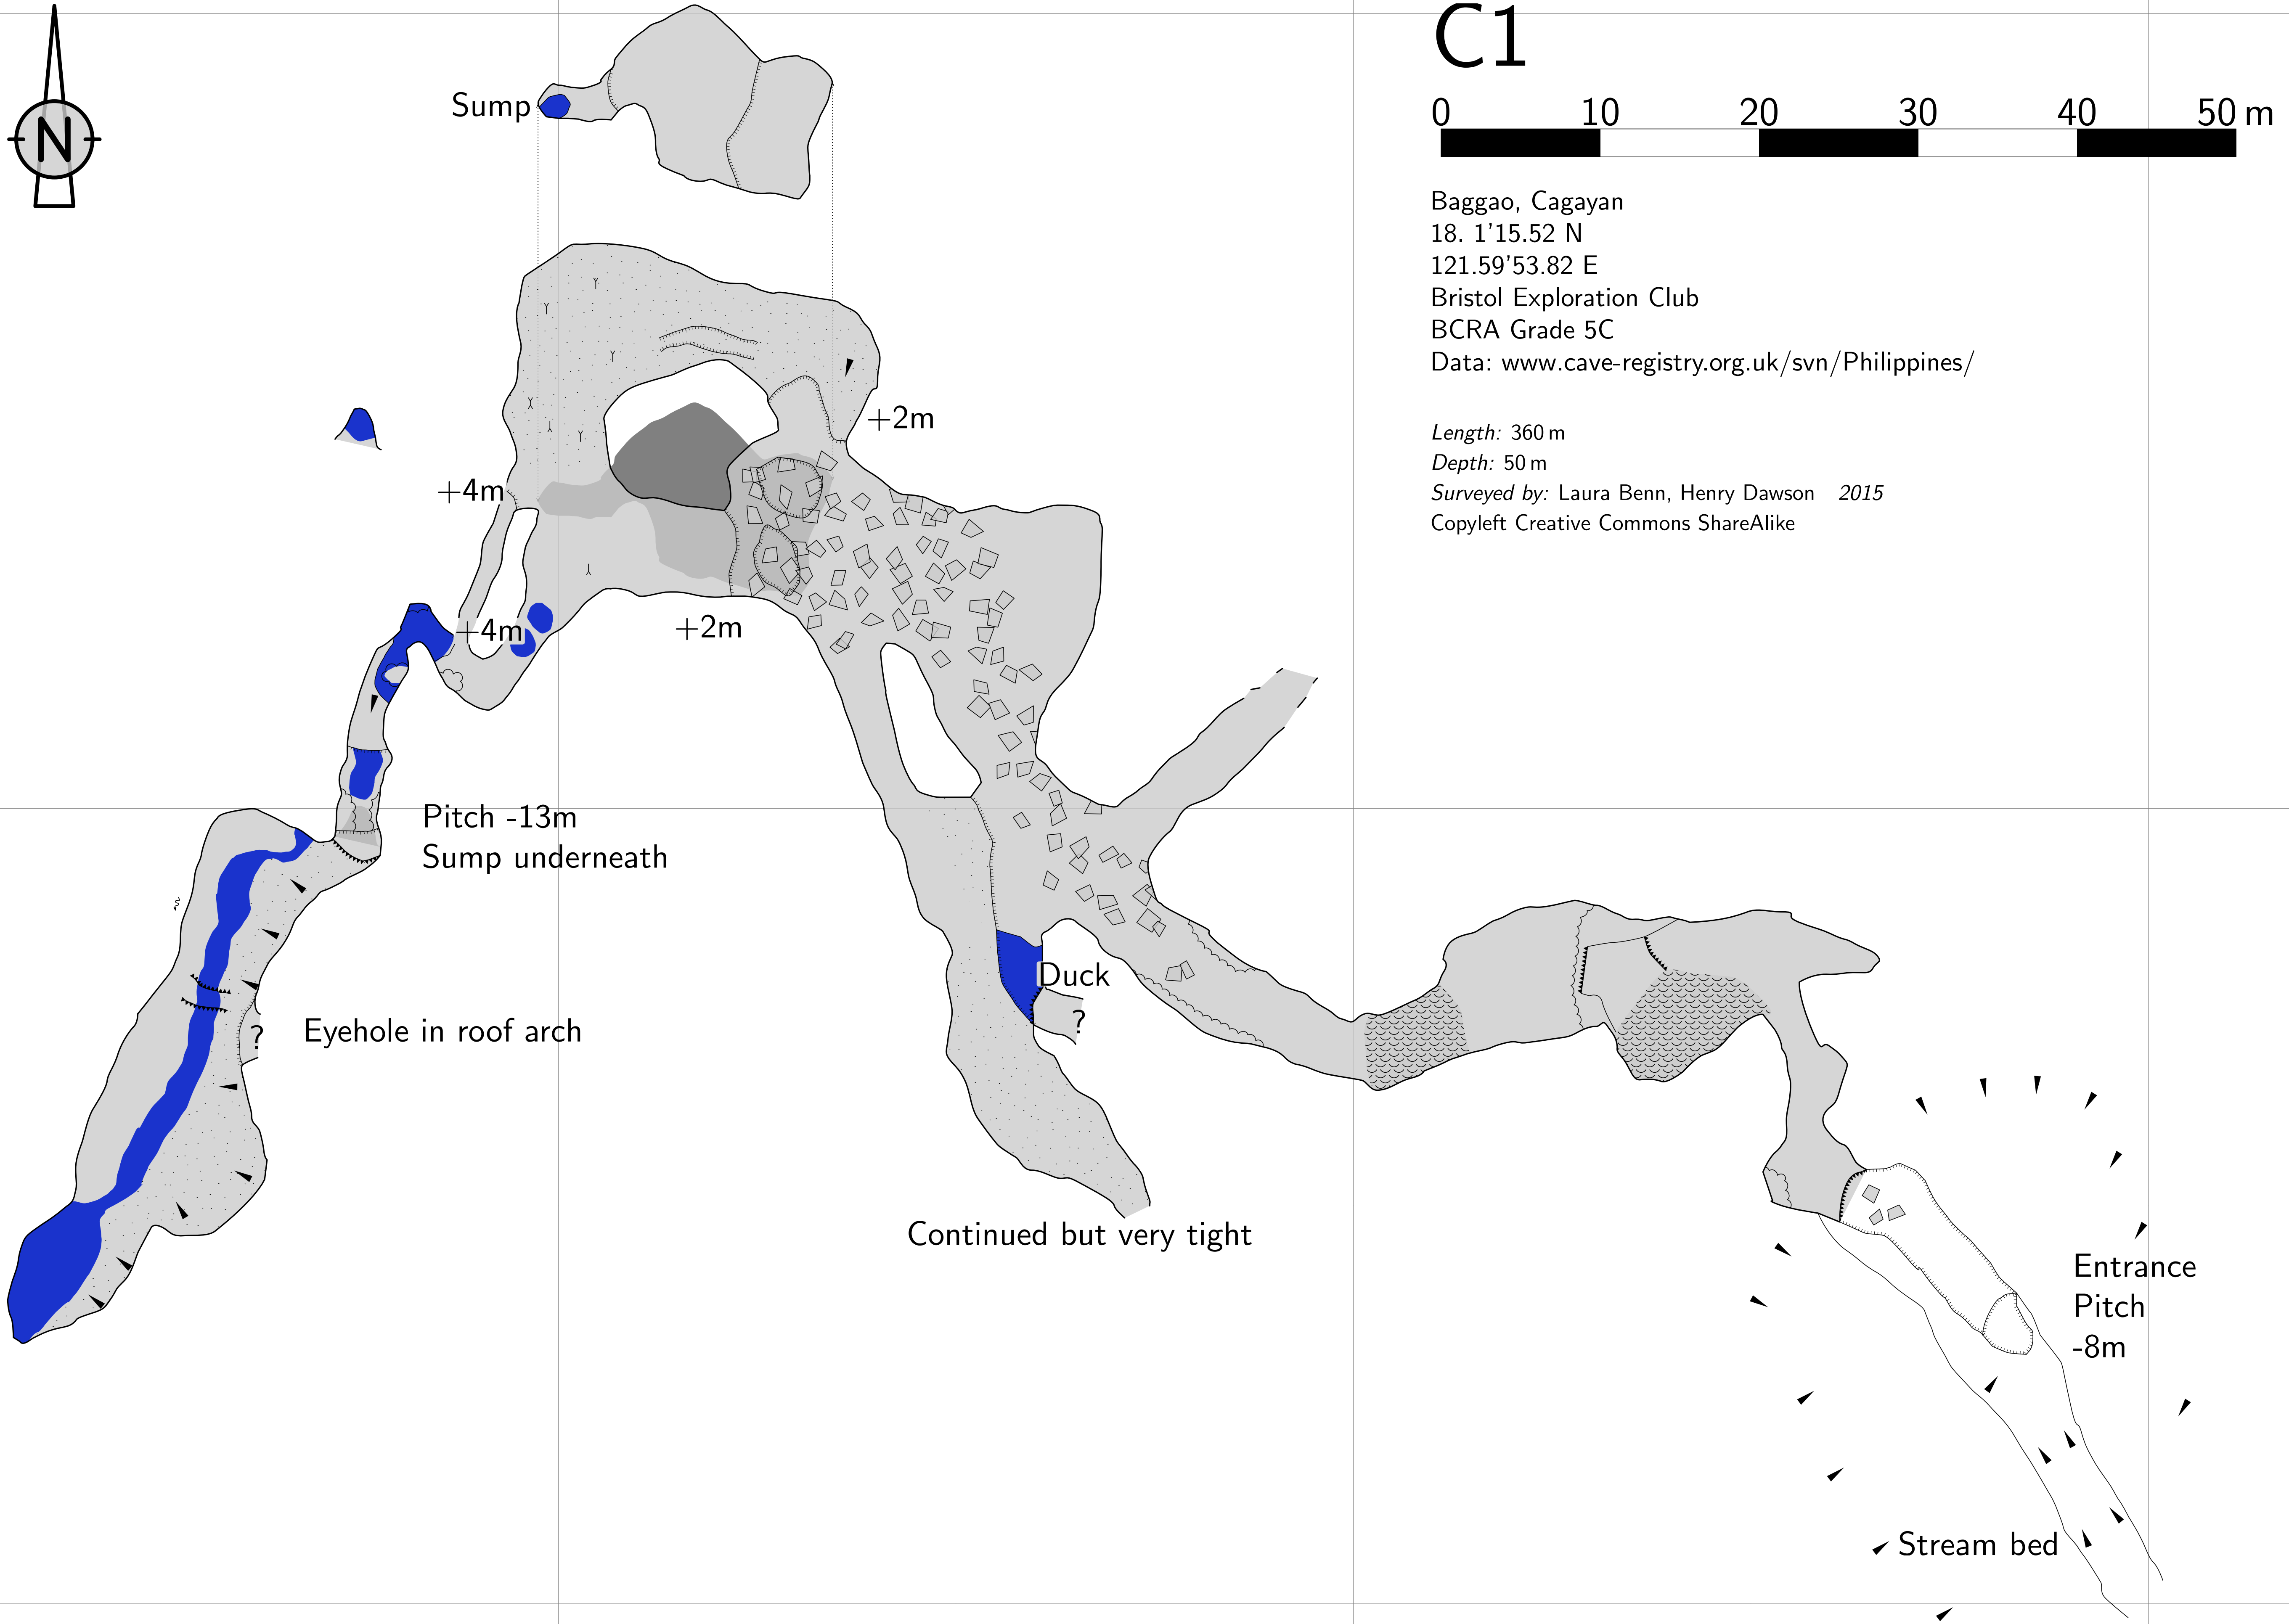 C1
0 10 20 30 40 50 m
N
Sump
Baggao, Cagayan
18. 1'15.52 N
121.59'53.82 E
Bristol Exploration Club
BCRA Grade 5C
Data: www.cave-registry.org.uk/svn/Philippines/
Length: 360 m
Depth: 50 m
Surveyed by: Laura Benn, Henry Dawson 2015
Copyleft Creative Commons ShareAlike
+2m
+4m
+4m
+2m
Pitch -13m
Sump underneath
Duck
?
Eyehole in roof arch
?
Continued but very tight
Entrance
Pitch
-8m
Stream bed